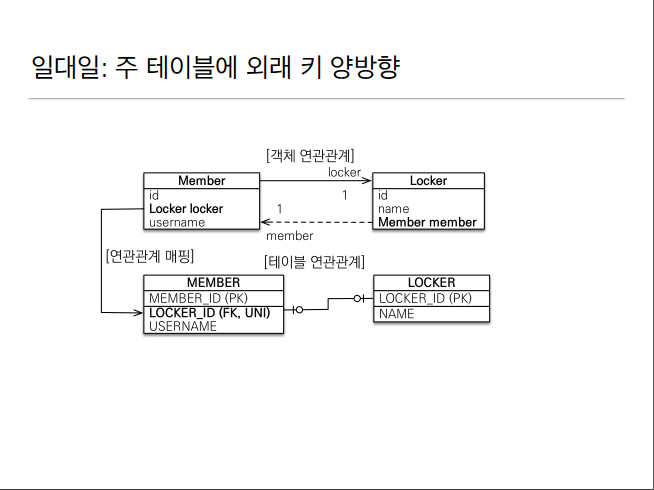 일대일: 주 테이블에 외래 키 양방향
[객체 연관관계]
locker
Member
Locker
id
Locker locker
username
1
1
id
name
Member member
member
[연관관계 매핑]
[테이블 연관관계]
MEMBER
MEMBER_ID (PK)
LOCKER_ID (FK, UNI)
USERNAME
LOCKER
LOCKER_ID (PK)
NAME